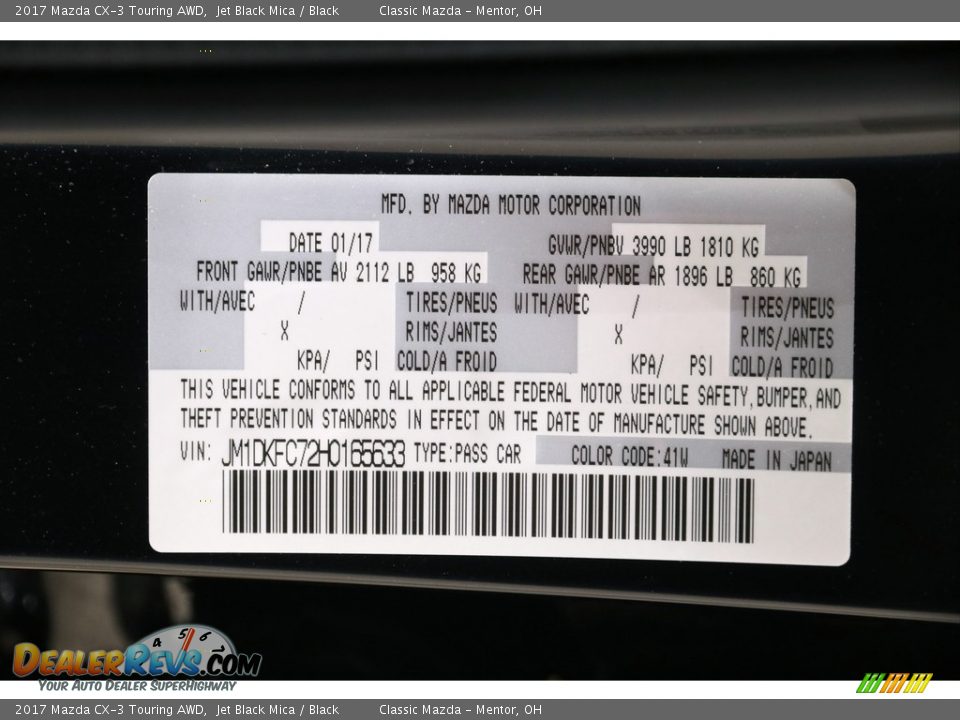 2017 Mazda CX-3 Touring AWD, Jet Black Mica / Black Classic Mazda - Mentor, OH
MFD. BY MAZDA MOTOR CORPORATION
DATE 01/17 GVWR/PNBV 3990 LB 1810 KG
FRONT GAWR/PNBE AV 2112 LB 958 KG REAR GAWR/PNBE AR 1896 LB 860 KG
WITH/AVEC / TIRES/PNEUS WITH/AVEC / TIRES/PNEUS
X RIMS/JANTES X RIMS/JANTES
KPA/ PSI COLD/A FROID KPA/ PSI COLD/A FROID
THIS VEHICLE CONFORMS TO ALL APPLICABLE FEDERAL MOTOR VEHICLE SAFETY,BUMPER,AND
THEFT PREVENTION STANDARDS IN EFFECT ON THE DATE OF MANUFACTURE SHOWN ABOVE.
VIN: JM1DKFC72H0165633 TYPE:PASS CAR COLOR CODE:41W MADE IN JAPAN
4 5 6
DEALERREVS.COM
YOUR AUTO DEALER SUPERHIGHWAY
2017 Mazda CX-3 Touring AWD, Jet Black Mica / Black Classic Mazda - Mentor, OH